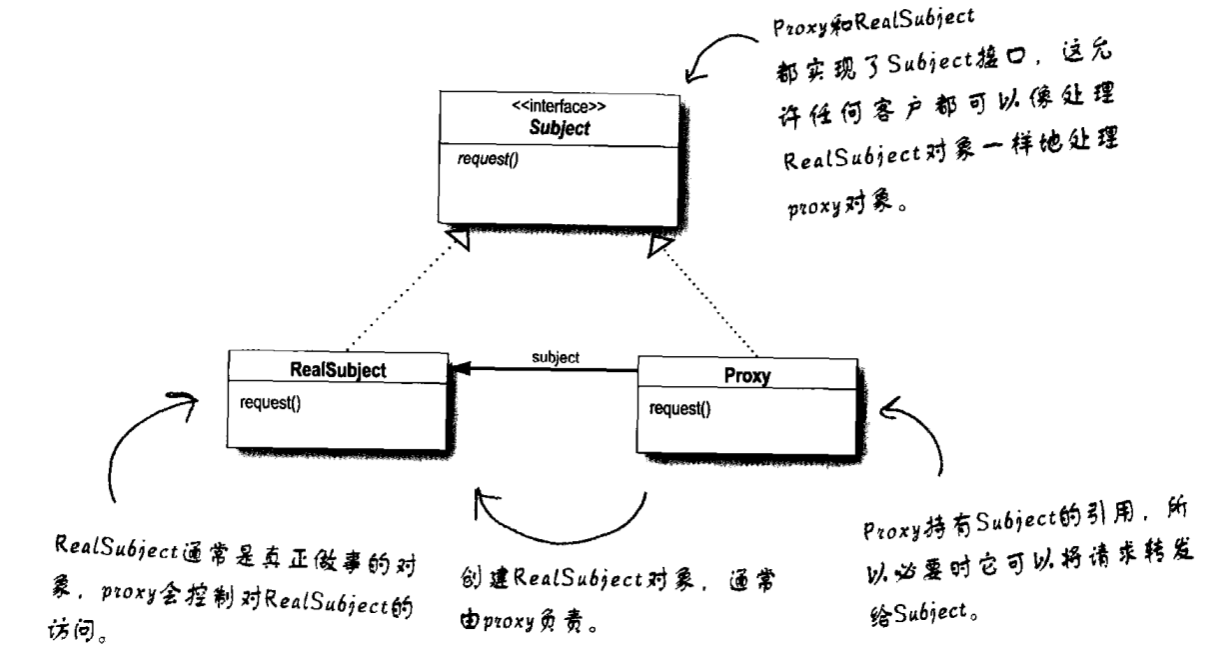 Proxy和RealSubject
都实现了Subject接口，这允
许任何客户都可以像处理
RealSubject对象一样地处理
proxy对象。
<<interface>>
Subject
request()
RealSubject
request()
subject
Proxy
request()
RealSubject通常是真正做事的对
象，proxy会控制对RealSubject的
访问。
创建RealSubject对象，通常
由proxy负责。
Proxy持有Subject的引用，所
以必要时它可以将请求转发
给Subject。